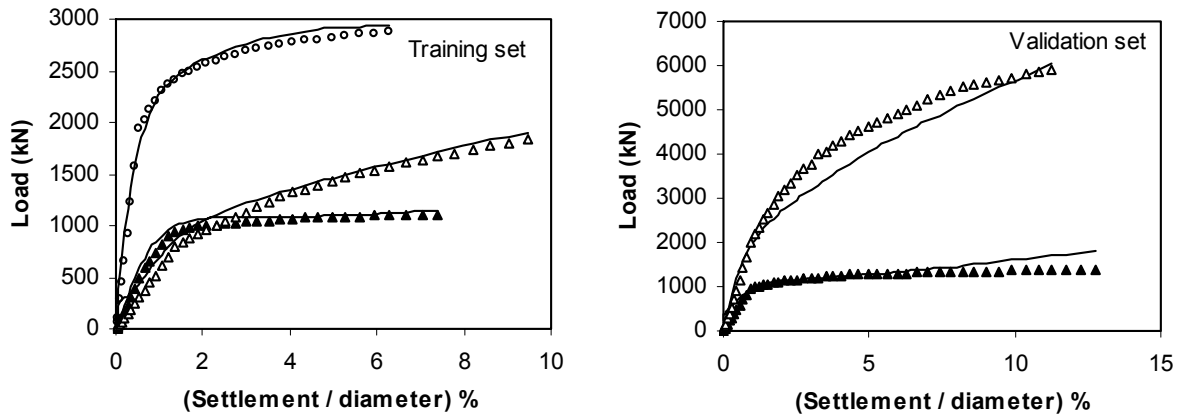 3000
2500
2000
1500
1000
500
0
Load (kN)
Training set
0 2 4 6 8 10
(Settlement / diameter) %
7000
6000
5000
4000
3000
2000
1000
0
Load (kN)
Validation set
0 5 10 15
(Settlement / diameter) %